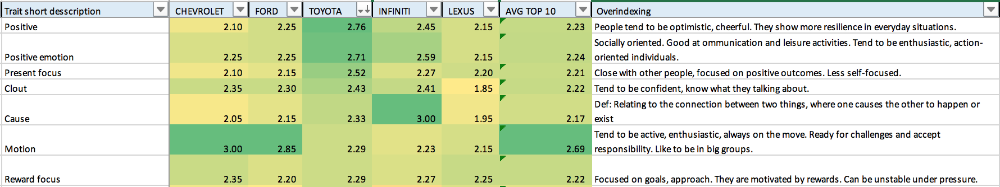 Trait short desscription CHEVROLET FORD TOYOTA INFINITI LEXUS AVG TOP 10 Overindexing
Positive 2.10 2.25 2.76 2.45 2.15 2.23 People tend to be optimistic, cheerful. They show more resilience in everyday situations.
Socially oriented. Good at ommunication and leisure activities. Tend to be enthusiastic, action-
Positive emotion 2.25 2.25 2.71 2.59 2.15 2.24 oriented individuals.
Present focus 2.10 2.15 2.52 2.27 2.20 2.21 Close with other people, focused on positive outcomes. Less self-focused.
Clout 2.35 2.30 2.43 2.41 1.85 2.22 Tend to be confident, know what they talking about.
Def: Relating to the connection between two things, where one causes the other to happen or
Cause 2.05 2.15 2.33 3.00 1.95 2.17 exist
Tend to be active, enthusiastic, always on the move. Ready for challenges and accept
Motion 3.00 2.85 2.29 2.23 2.15 2.69 responsibility. Like to be in big groups.
Reward focus 2.35 2.20 2.29 2.27 2.25 2.22 Focused on goals, approach. They are motivated by rewards. Can be unstable under pressure.